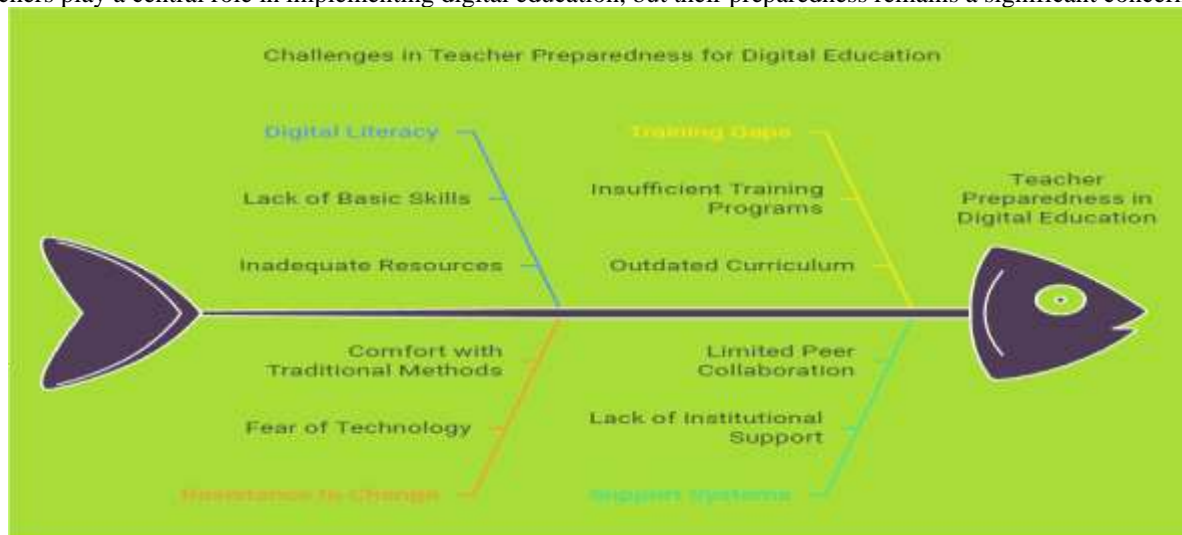 play a central role in implementing digital education, but their preparedness remains a significant
Challenges in Teacher Preparedness for Digital Education
Digital Literacy
Lack of Basic Skills
Inadequate Resources
Training Gaps
Insufficient Training
Programs
Outdated Curriculum
Teacher
Preparedness in
Digital Education
Comfort with
Traditional Methods
Fear of Technology
Resistance to Change
Limited Peer
Collaboration
Lack of Institutional
Support
Support Systems